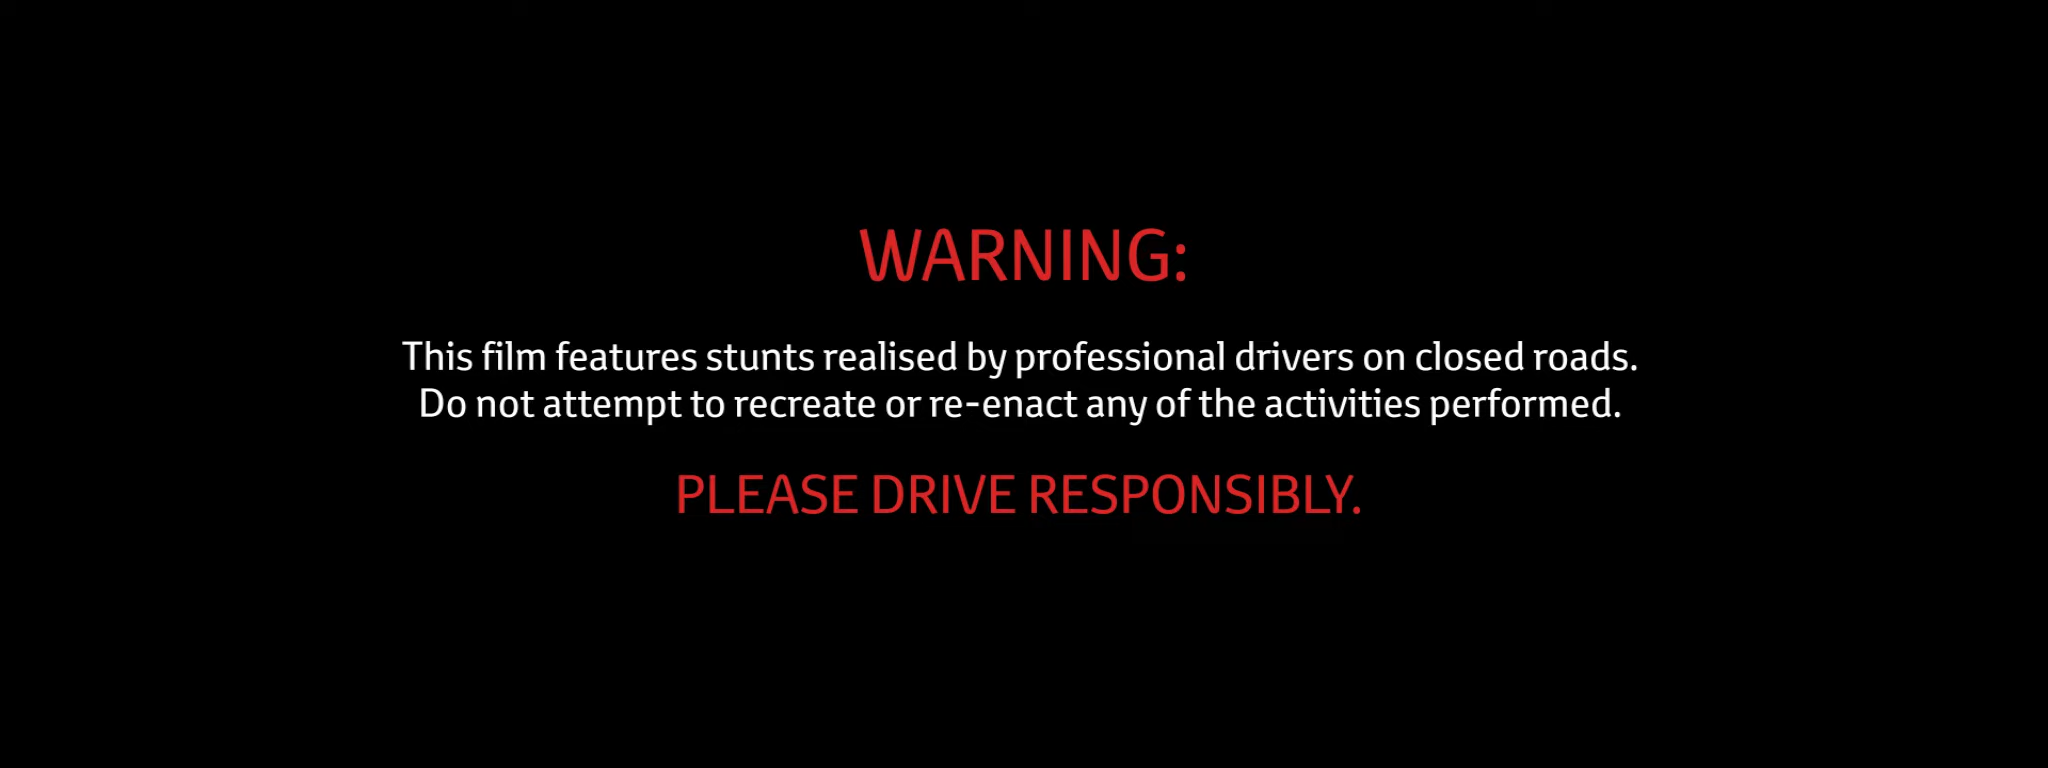 WARNING:
This film features stunts realised by professional drivers on closed roads.
Do not attempt to recreate or re-enact any of the activities performed.
PLEASE DRIVE RESPONSIBLY.